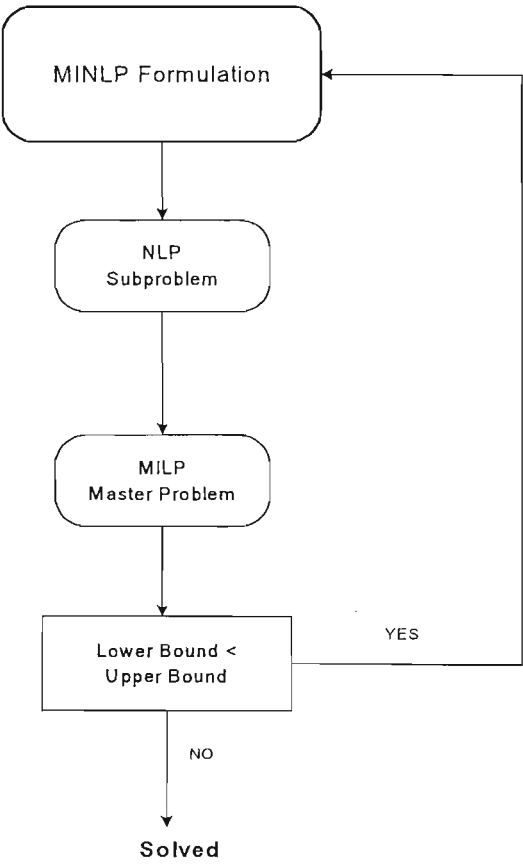 MINLP Formulation
NLP
Subproblem
MILP
Master Problem
Lower Bound <
Upper Bound
YES
NO
Solved